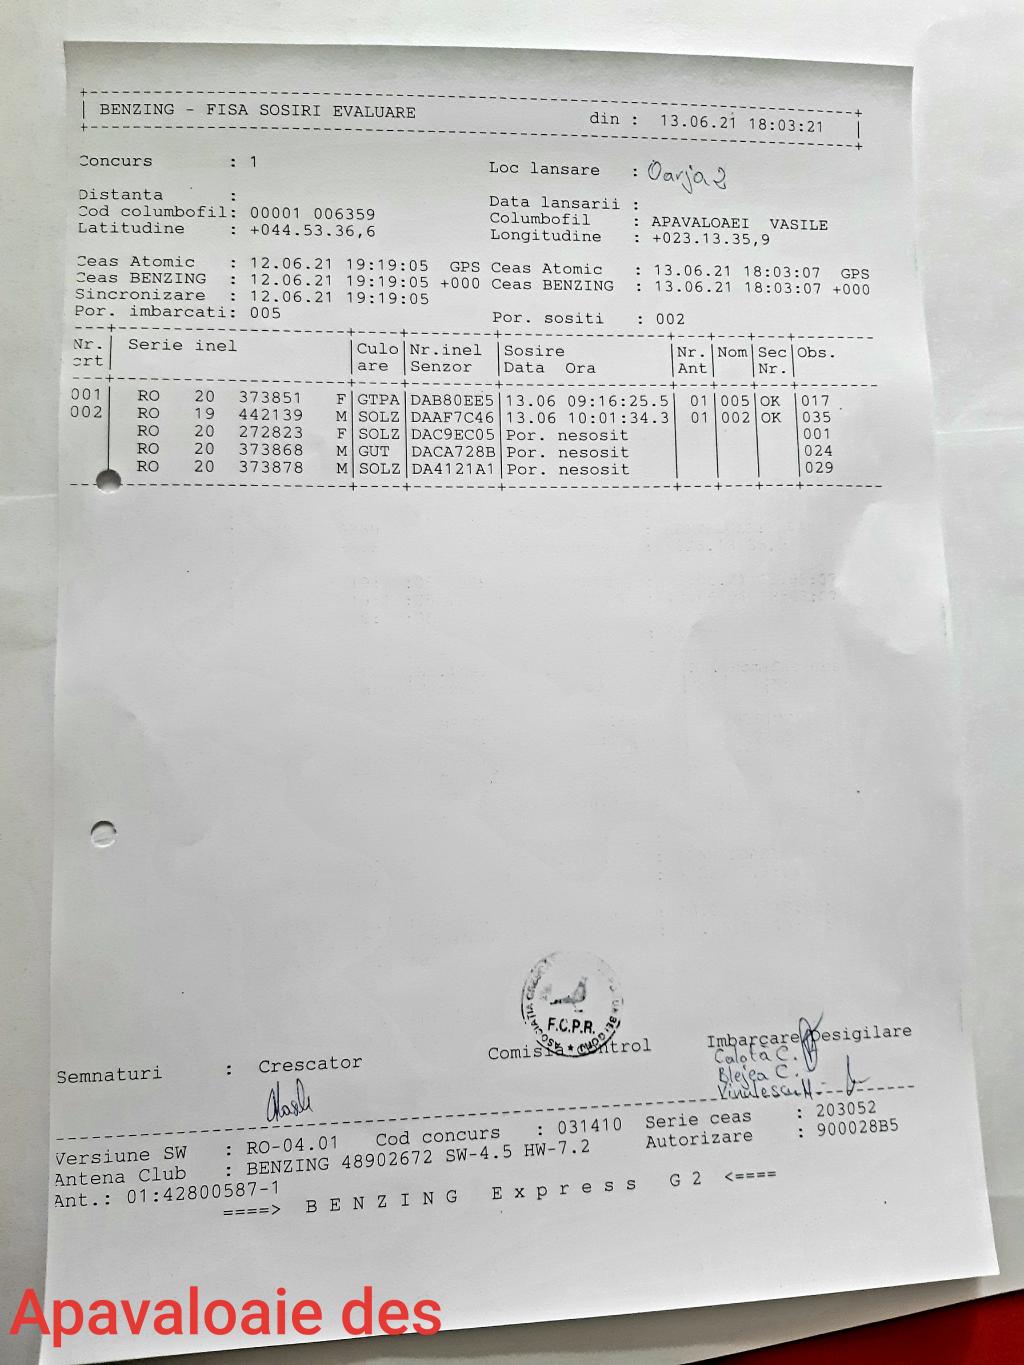 BENZING - FISA SOSIRI EVALUARE din : 13.06.21 18:03:21
Concurs : 1 Loc lansare : Oarja 2
Distanta : Data lansarii :
Cod columbofil: 00001 006359 Columbofil : APAVALOAEI VASILE
Latitudine : +044.53.36,6 Longitudine : +023.13.35,9
Ceas Atomic : 12.06.21 19:19:05 GPS Ceas Atomic : 13.06.21 18:03:07 GPS
Ceas BENZING : 12.06.21 19:19:05 +000 Ceas BENZING : 13.06.21 18:03:07 +000
Sincronizare : 12.06.21 19:19:05
Por. imbarcati: 005 Por. sositi : 002
Nr. Serie inel Culo Nr.inel Sosire Nr. Nom Sec Obs.
crt are Senzor Data Ora Ant Nr.
001 RO 20 373851 F GTPA DAB80EE5 13.06 09:16:25.5 01 005 OK 017
002 RO 19 442139 M SOLZ DAAF7C46 13.06 10:01:34.3 01 002 OK 035
RO 20 272823 F SOLZ DAC9EC05 Por. nesosit 001
RO 20 373868 M GUT DACA728B Por. nesosit 024
RO 20 373878 M SOLZ DA4121A1 Por. nesosit 029
F.C.P.R.
Semnaturi : Crescator Comisia Control Imbarcare Desigilare
Calota C.
Blejea C.
Versiune SW : RO-04.01 Cod concurs : 031410 Serie ceas : 203052
Antena Club : BENZING 48902672 SW-4.5 HW-7.2 Autorizare : 900028B5
Ant.: 01:42800587-1
====> B E N Z I N G E x p r e s s G 2 <====
Apavaloaie des